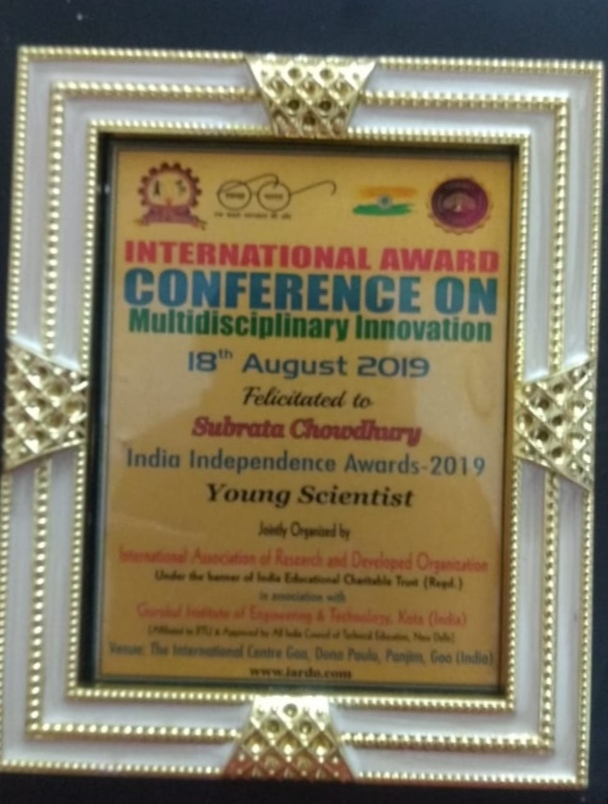 INTERNATIONAL AWARD
CONFERENCE ON
Multidisciplinary Innovation
18th August 2019
Felicitated to
Subrata Chowdhury
India Independence Awards-2019
Young Scientist
Jointly Organized by
International Association of Research and Developed Organization
Under the banner of India Educational Charitable Trust (Regd.)
in association with
Gurukul Institute of Engineering & Technology, Kota (India)
[Affiliated to RTU & Approved by All India Council of Technical Education, New Delhi]
Venue: The International Centre Goa, Dona Paula, Panjim, Goa (India)
www.iardo.com